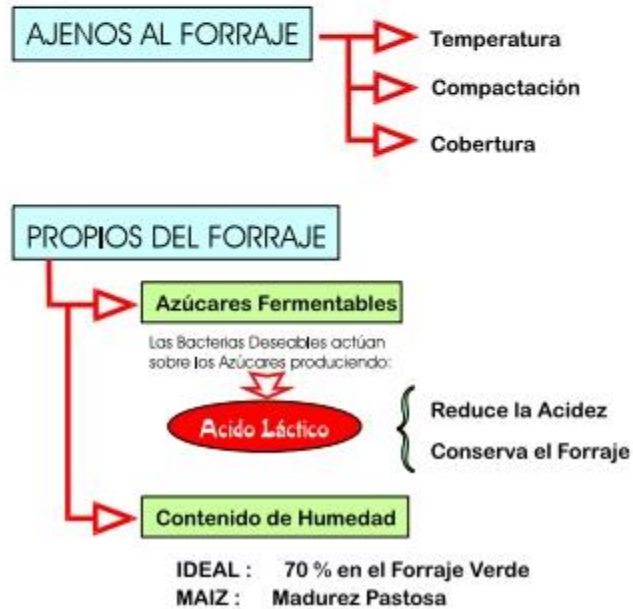 AJENOS AL FORRAJE
Temperatura
Compactación
Cobertura
PROPIOS DEL FORRAJE
Azúcares Fermentables
Las Bacterias Deseables actúan
sobre los Azúcares produciendo:
Acido Láctico
Reduce la Acidez
Conserva el Forraje
Contenido de Humedad
IDEAL : 70 % en el Forraje Verde
MAIZ : Madurez Pastosa